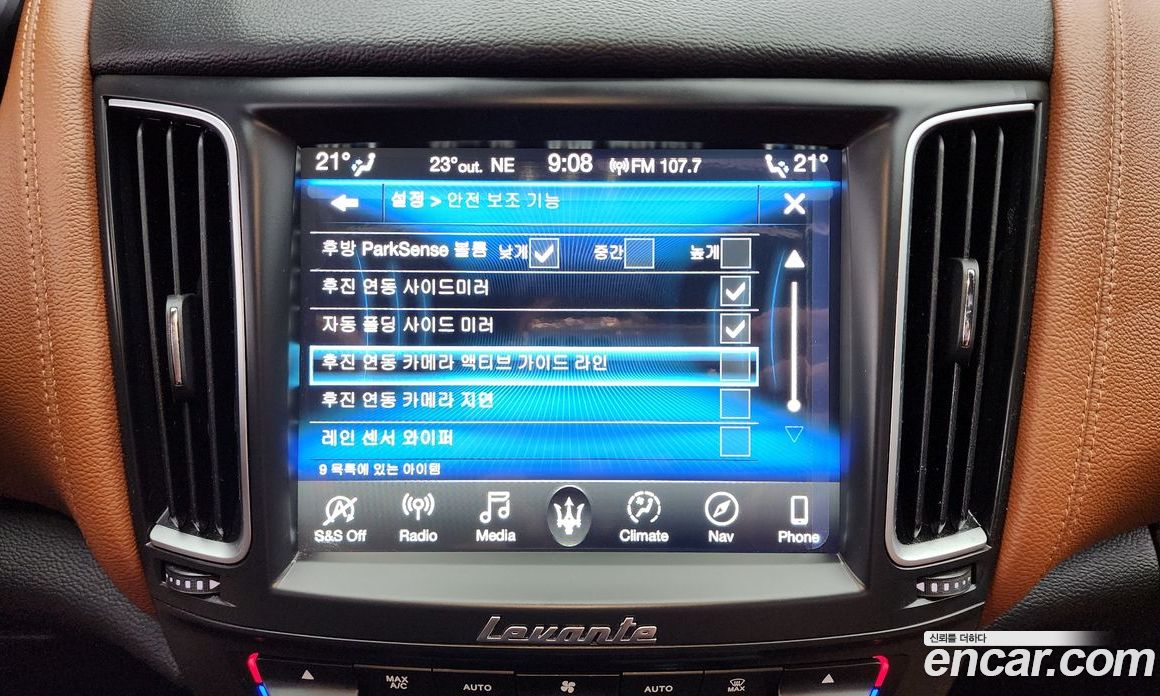 21° 23°out. NE 9:08 FM 107.7 21°
설정 > 안전 보조 기능
후방 ParkSense 볼륨 낮게 중간 높게
후진 연동 사이드미러
자동 폴딩 사이드 미러
후진 연동 카메라 액티브 가이드 라인
후진 연동 카메라 지연
레인 센서 와이퍼
9 목록에 있는 아이템
S&S Off Radio Media Climate Nav Phone
Levante
MAX A/C AUTO AUTO MAX
신뢰를 더하다
encar.com